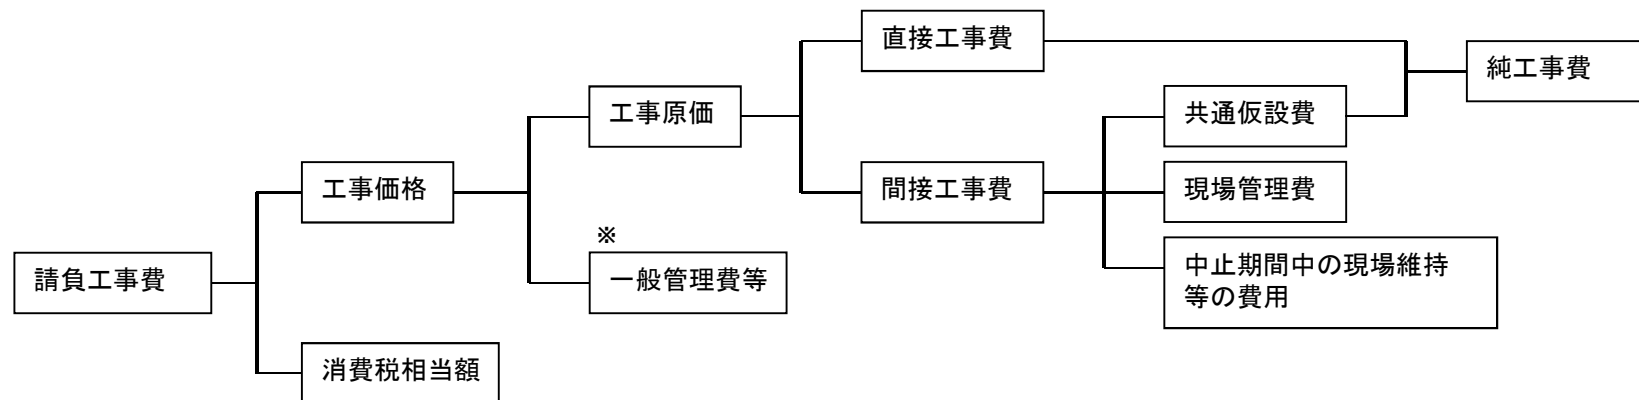 直接工事費
純工事費
工事原価
共通仮設費
工事価格
間接工事費
現場管理費
※
一般管理費等
請負工事費
中止期間中の現場維持
等の費用
消費税相当額